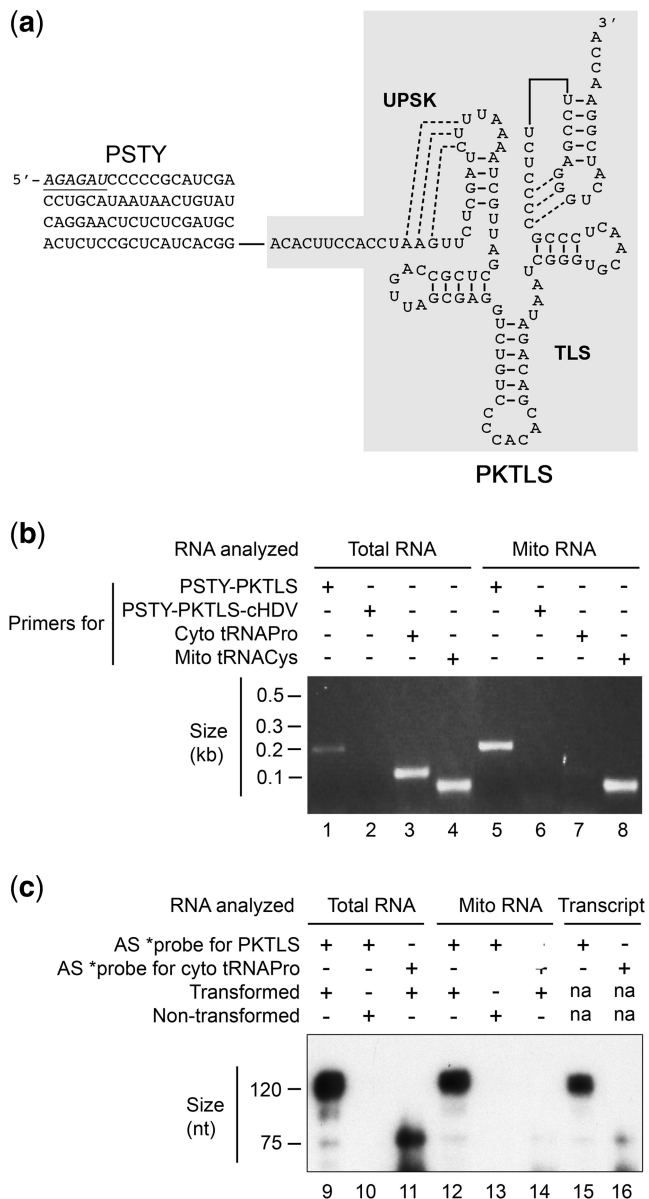 (a)
UPSK
PSTY
5'-AGAGAUCCCCCGCAUCGA
CCUGCAUAAUAACUGUAU
CAGGAACUCUCUCGAUGC
ACUCUCCGCUCAUCACGG
ACACUUCCACCUAAGUU
3'
TLS
PKTLS
(b)
RNA analyzed Total RNA Mito RNA
Primers for
PSTY-PKTLS + - - - + - - -
PSTY-PKTLS-cHDV - + - - - + - -
Cyto tRNAPro - - + - - - + -
Mito tRNACys - - - + - - - +
Size (kb)
0.5
0.3
0.2
0.1
1 2 3 4 5 6 7 8
(c)
RNA analyzed Total RNA Mito RNA Transcript
AS *probe for PKTLS + + - + + - + -
AS *probe for cyto tRNAPro - - + - - + - +
Transformed + - + + - + na na
Non-transformed - + - - + - na na
Size (nt)
120
75
9 10 11 12 13 14 15 16